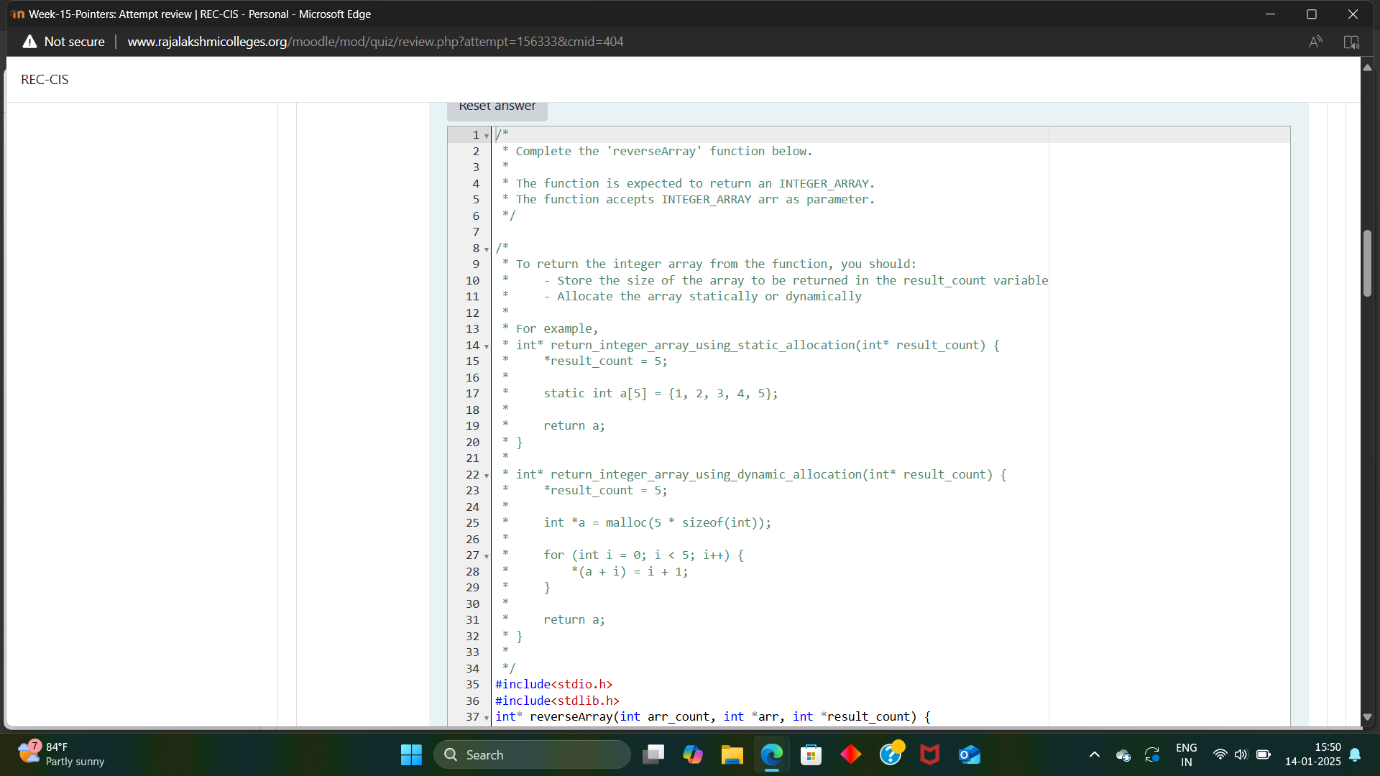 Week-15-Pointers: Attempt review | REC-CIS - Personal - Microsoft Edge
Not secure | www.rajalakshmicolleges.org/moodle/mod/quiz/review.php?attempt=156333&cmid=404
REC-CIS
Reset answer
1 /*
2 * Complete the 'reverseArray' function below.
3 *
4 * The function is expected to return an INTEGER_ARRAY.
5 * The function accepts INTEGER_ARRAY arr as parameter.
6 */
7
8 /*
9 * To return the integer array from the function, you should:
10 *     - Store the size of the array to be returned in the result_count variable
11 *     - Allocate the array statically or dynamically
12 *
13 * For example,
14 * int* return_integer_array_using_static_allocation(int* result_count) {
15 *     *result_count = 5;
16 *
17 *     static int a[5] = {1, 2, 3, 4, 5};
18 *
19 *     return a;
20 * }
21 *
22 * int* return_integer_array_using_dynamic_allocation(int* result_count) {
23 *     *result_count = 5;
24 *
25 *     int *a = malloc(5 * sizeof(int));
26 *
27 *     for (int i = 0; i < 5; i++) {
28 *         *(a + i) = i + 1;
29 *     }
30 *
31 *     return a;
32 * }
33 *
34 */
35 #include<stdio.h>
36 #include<stdlib.h>
37 int* reverseArray(int arr_count, int *arr, int *result_count) {
7
84°F
Partly sunny
Search
ENG
IN
15:50
14-01-2025